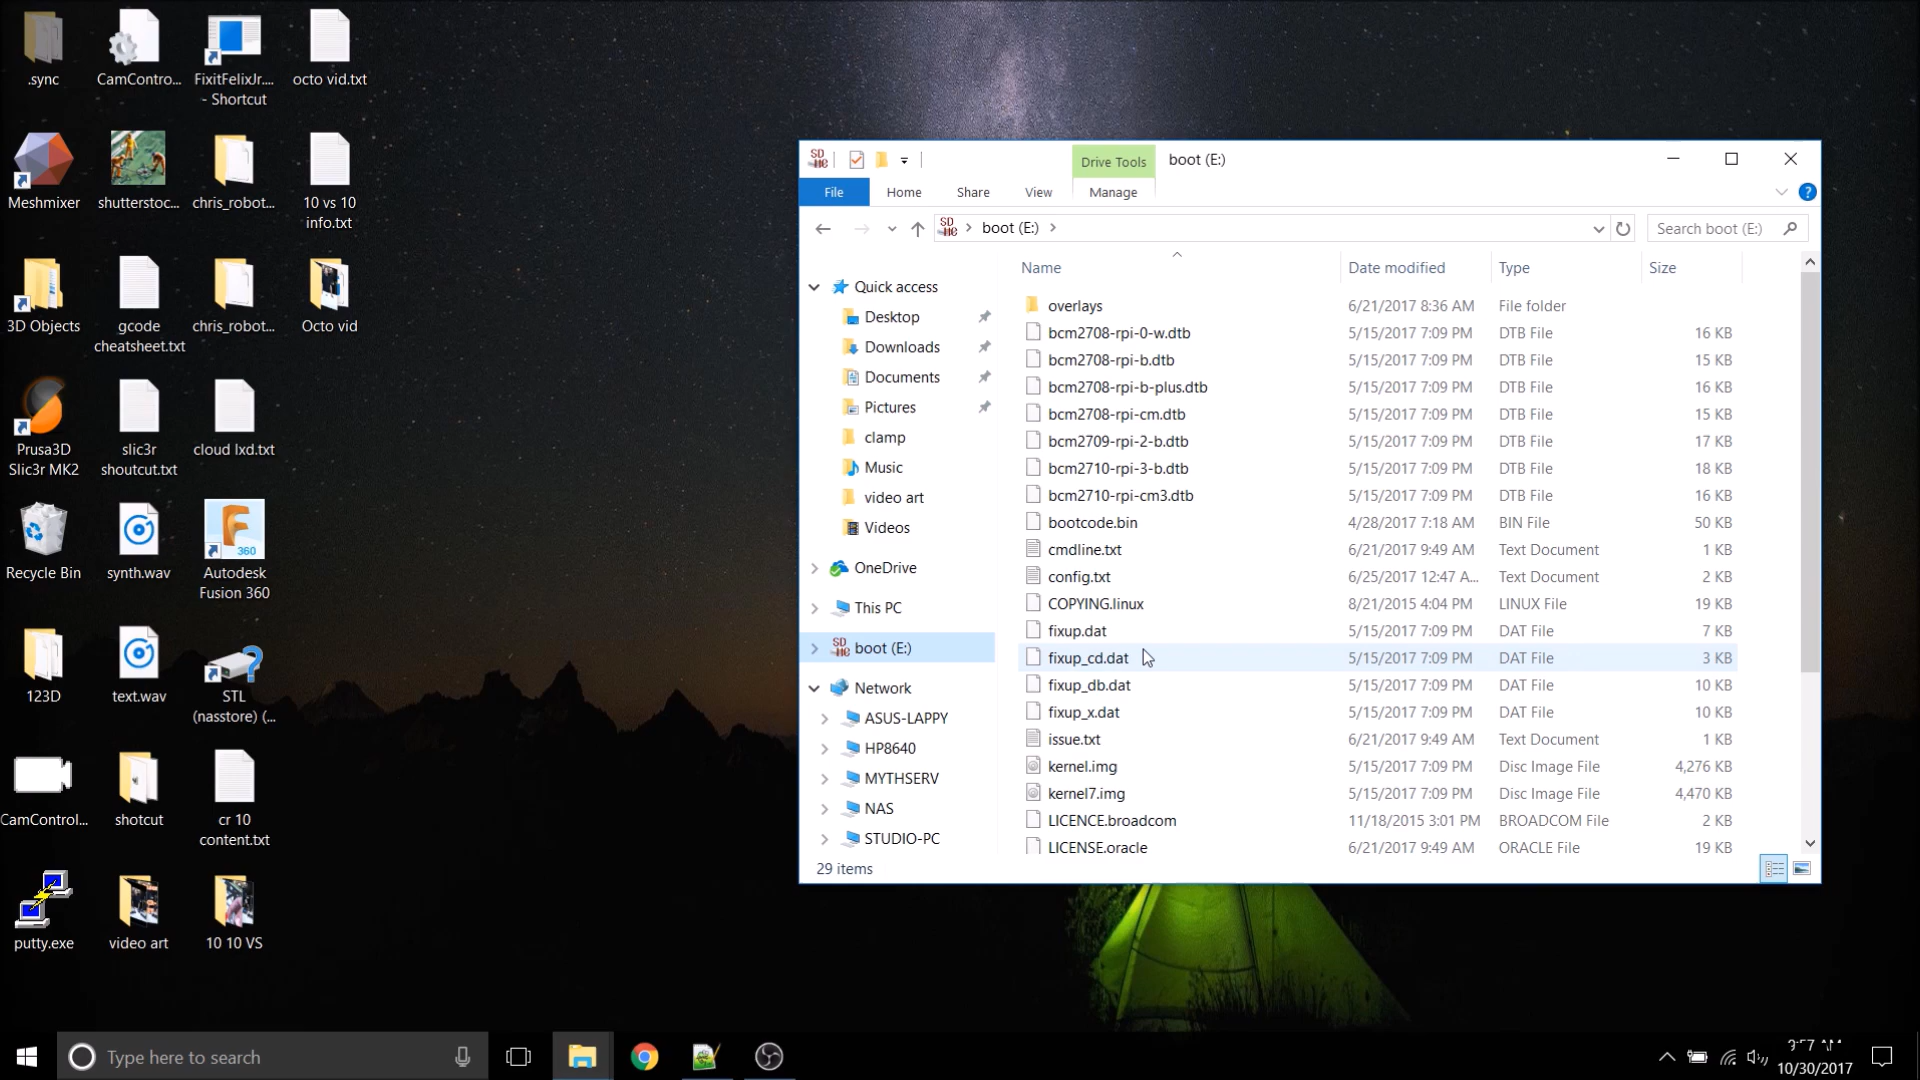 .sync
CamContro...
FixitFelixJr....
- Shortcut
octo vid.txt
Meshmixer
shutterstoc...
chris_robot...
10 vs 10
info.txt
3D Objects
gcode
cheatsheet.txt
chris_robot...
Octo vid
Prusa3D
Slic3r MK2
slic3r
shoutcut.txt
cloud lxd.txt
Recycle Bin
synth.wav
360
Autodesk
Fusion 360
123D
text.wav
STL
(nasstore) (...
CamControl...
shotcut
cr 10
content.txt
putty.exe
video art
10 10 VS
Drive Tools
boot (E:)
File
Home
Share
View
Manage
boot (E:)
Search boot (E:)
Quick access
Desktop
Downloads
Documents
Pictures
clamp
Music
video art
Videos
OneDrive
This PC
boot (E:)
Network
ASUS-LAPPY
HP8640
MYTHSERV
NAS
STUDIO-PC
Name Date modified Type Size
overlays 6/21/2017 8:36 AM File folder
bcm2708-rpi-0-w.dtb 5/15/2017 7:09 PM DTB File 16 KB
bcm2708-rpi-b.dtb 5/15/2017 7:09 PM DTB File 15 KB
bcm2708-rpi-b-plus.dtb 5/15/2017 7:09 PM DTB File 16 KB
bcm2708-rpi-cm.dtb 5/15/2017 7:09 PM DTB File 15 KB
bcm2709-rpi-2-b.dtb 5/15/2017 7:09 PM DTB File 17 KB
bcm2710-rpi-3-b.dtb 5/15/2017 7:09 PM DTB File 18 KB
bcm2710-rpi-cm3.dtb 5/15/2017 7:09 PM DTB File 16 KB
bootcode.bin 4/28/2017 7:18 AM BIN File 50 KB
cmdline.txt 6/21/2017 9:49 AM Text Document 1 KB
config.txt 6/25/2017 12:47 A... Text Document 2 KB
COPYING.linux 8/21/2015 4:04 PM LINUX File 19 KB
fixup.dat 5/15/2017 7:09 PM DAT File 7 KB
fixup_cd.dat 5/15/2017 7:09 PM DAT File 3 KB
fixup_db.dat 5/15/2017 7:09 PM DAT File 10 KB
fixup_x.dat 5/15/2017 7:09 PM DAT File 10 KB
issue.txt 6/21/2017 9:49 AM Text Document 1 KB
kernel.img 5/15/2017 7:09 PM Disc Image File 4,276 KB
kernel7.img 5/15/2017 7:09 PM Disc Image File 4,470 KB
LICENCE.broadcom 11/18/2015 3:01 PM BROADCOM File 2 KB
LICENSE.oracle 6/21/2017 9:49 AM ORACLE File 19 KB
29 items
Type here to search
9:57 AM
10/30/2017